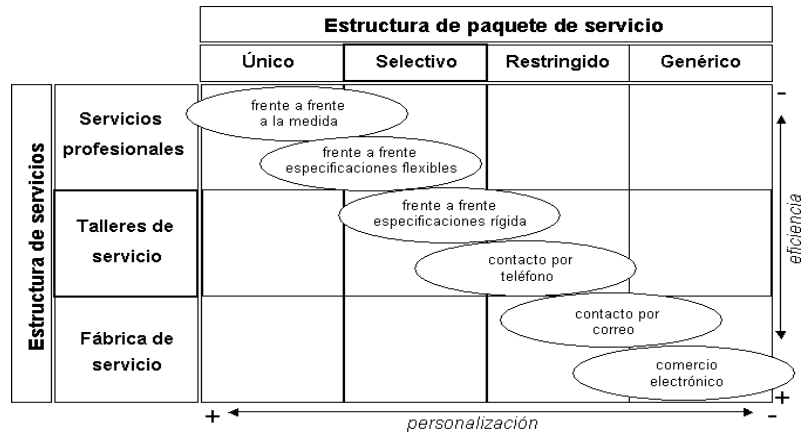 Estructura de paquete de servicio
Único
Selectivo
Restringido
Genérico
Estructura de servicios
Servicios
profesionales
Talleres de
servicio
Fábrica de
servicio
frente a frente
a la medida
frente a frente
especificaciones flexibles
frente a frente
especificaciones rígida
contacto por
teléfono
contacto por
correo
comercio
electrónico
-
eficiencia
+
+
personalización
-